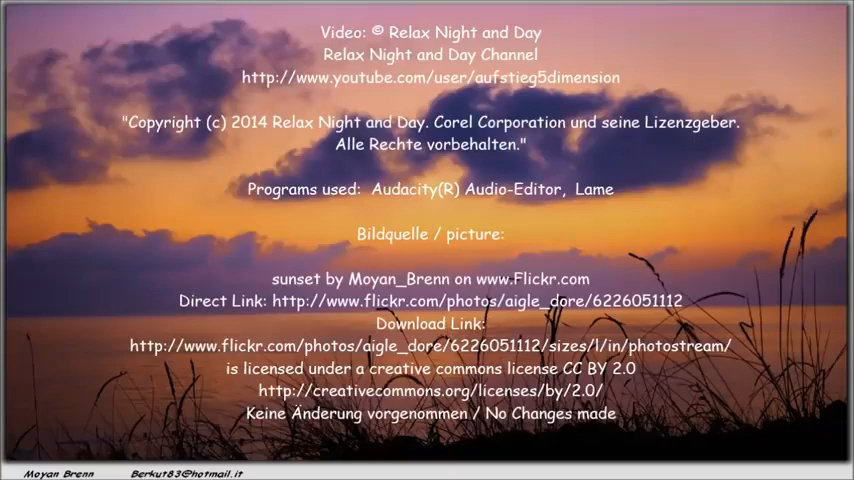 Video: © Relax Night and Day
Relax Night and Day Channel
http://www.youtube.com/user/aufstieg5dimension
"Copyright (c) 2014 Relax Night and Day. Corel Corporation und seine Lizenzgeber.
Alle Rechte vorbehalten."
Programs used: Audacity(R) Audio-Editor, Lame
Bildquelle / picture:
sunset by Moyan_Brenn on www.Flickr.com
Direct Link: http://www.flickr.com/photos/aigle_dore/6226051112
Download Link:
http://www.flickr.com/photos/aigle_dore/6226051112/sizes/l/in/photostream/
is licensed under a creative commons license CC BY 2.0
http://creativecommons.org/licenses/by/2.0/
Keine Änderung vorgenommen / No Changes made
Moyan Brenn Berkut83@hotmail.it